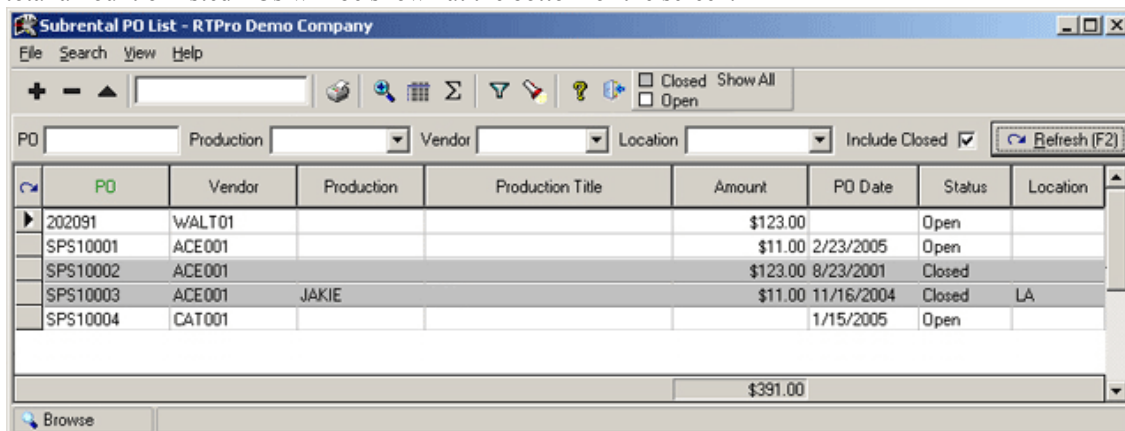 Subrental PO List - RTPro Demo Company
File Search View Help
Closed Show All
Open
PO Production Vendor Location Include Closed Refresh (F2)
PO Vendor Production Production Title Amount PO Date Status Location
202091 WALT01 $123.00 Open
SPS10001 ACE001 $11.00 2/23/2005 Open
SPS10002 ACE001 $123.00 8/23/2001 Closed
SPS10003 ACE001 JAKIE $11.00 11/16/2004 Closed LA
SPS10004 CAT001 1/15/2005 Open
$391.00
Browse